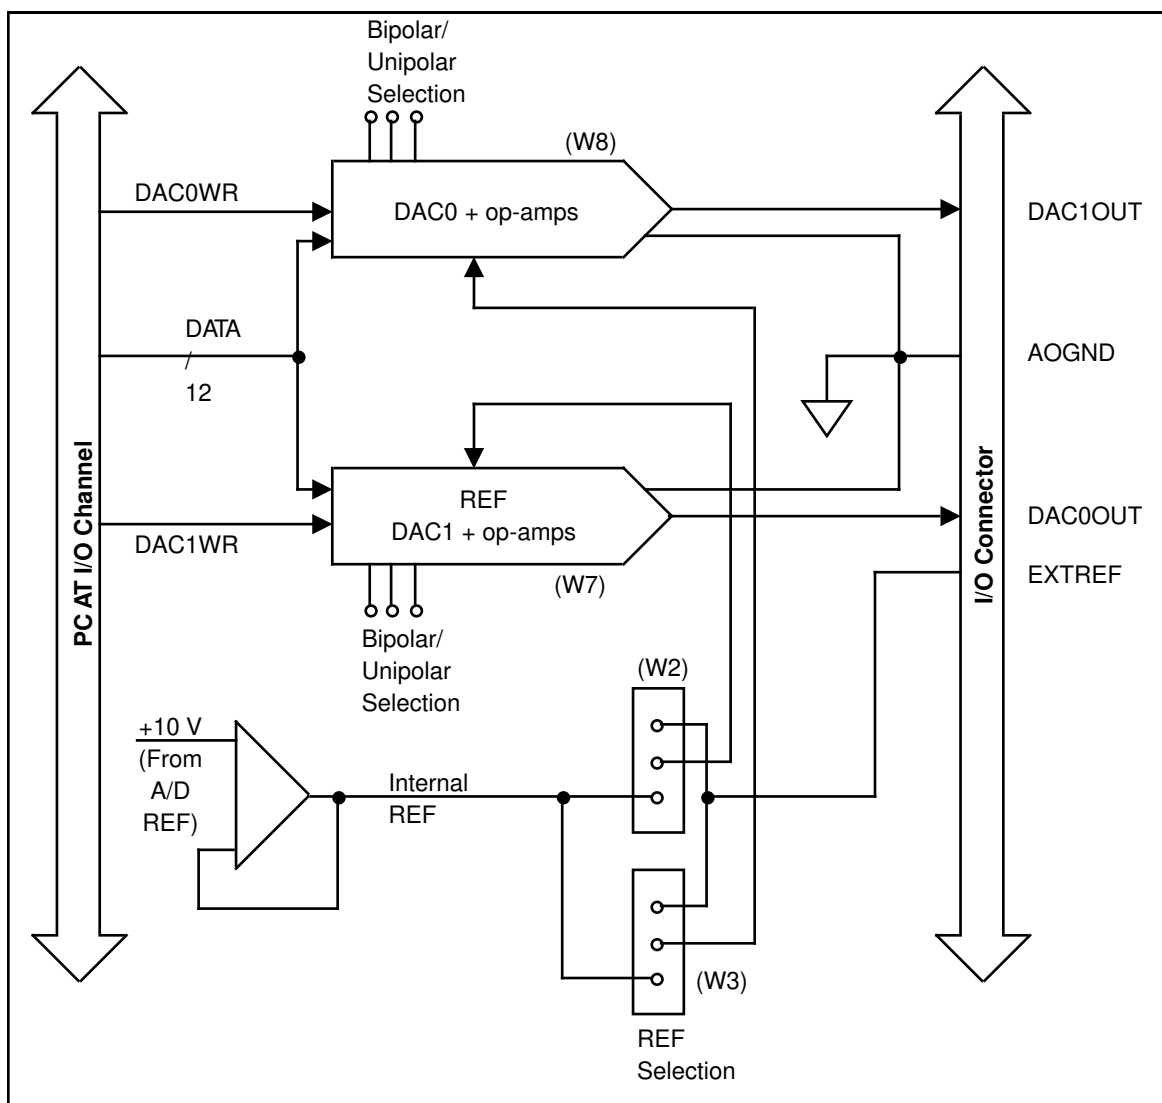 Bipolar/
Unipolar
Selection
(W8)
DAC0WR
DAC0 + op-amps
DAC1OUT
DATA
12
AOGND
PC AT I/O Channel
I/O Connector
REF
DAC1 + op-amps
DAC1WR
(W7)
DAC0OUT
EXTREF
Bipolar/
Unipolar
Selection
(W2)
+10 V
(From
A/D
REF)
Internal
REF
(W3)
REF
Selection